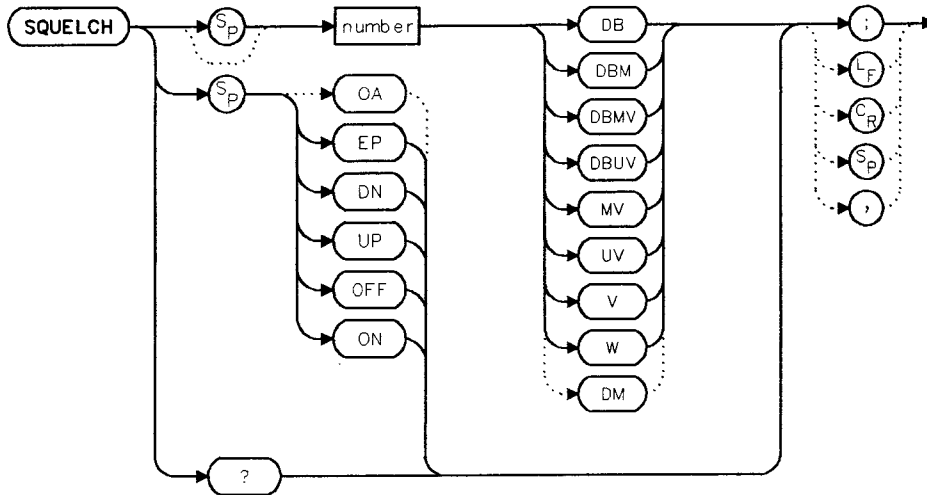 SQUELCH
SP
number
DB
DBM
DBMV
DBUV
MV
UV
V
W
DM
SP
OA
EP
DN
UP
OFF
ON
?
;
LF
CR
SP
,